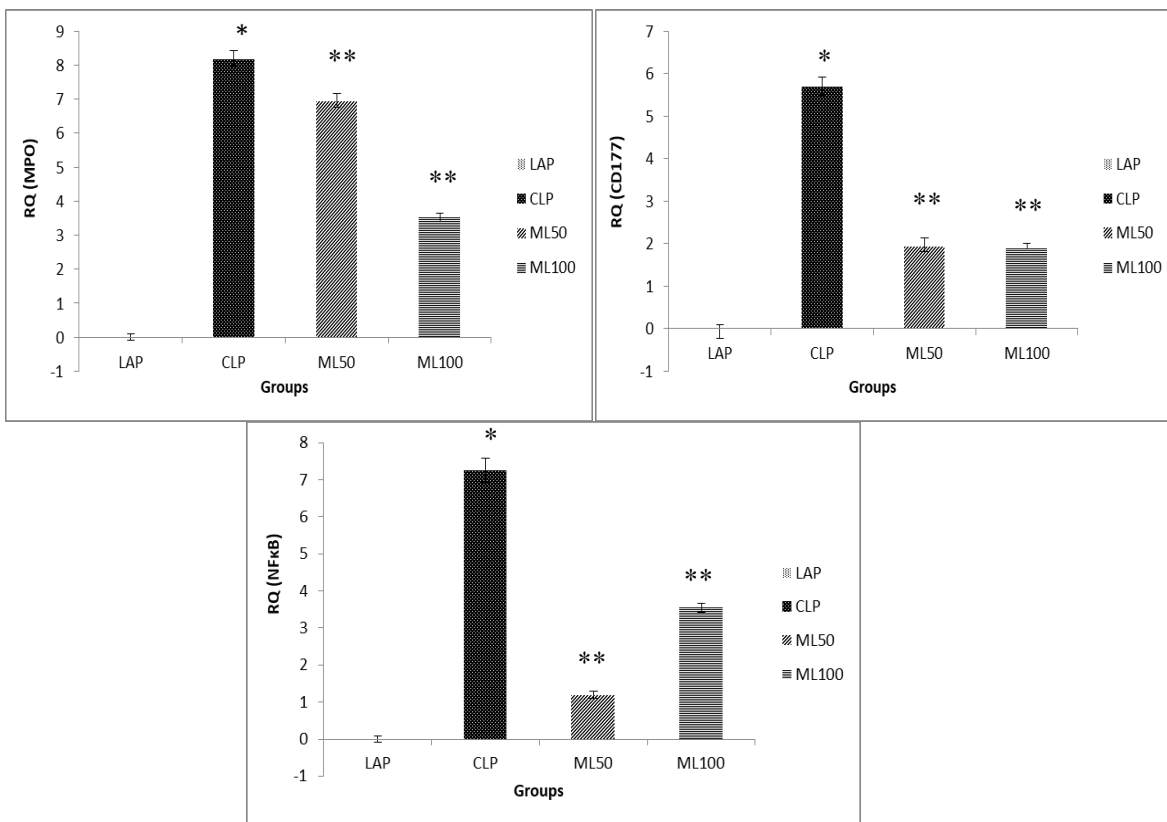 RQ (MPO)
9
8
7
6
5
4
3
2
1
0
-1
*
**
**
LAP
CLP
ML50
ML100
Groups
LAP
CLP
ML50
ML100
RQ (CD177)
7
6
5
4
3
2
1
0
-1
*
**
**
LAP
CLP
ML50
ML100
Groups
LAP
CLP
ML50
ML100
RQ (NFκB)
8
7
6
5
4
3
2
1
0
-1
*
**
**
LAP
CLP
ML50
ML100
Groups
LAP
CLP
ML50
ML100